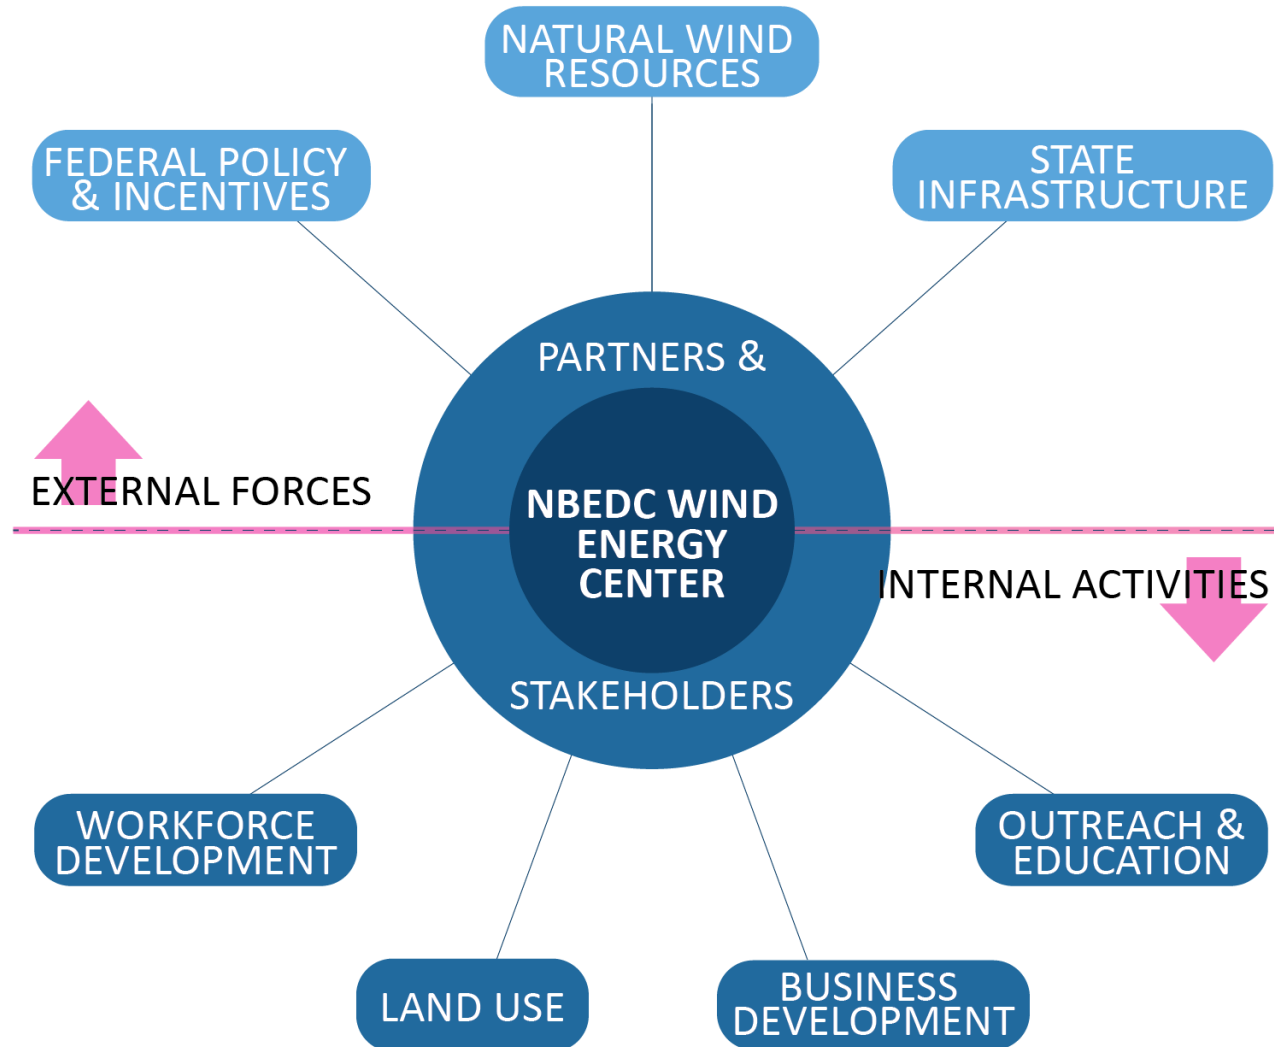 NATURAL WIND
RESOURCES
FEDERAL POLICY
& INCENTIVES
STATE
INFRASTRUCTURE
PARTNERS &
EXTERNAL FORCES
NBEDC WIND
ENERGY
CENTER
INTERNAL ACTIVITIES
STAKEHOLDERS
WORKFORCE
DEVELOPMENT
OUTREACH &
EDUCATION
LAND USE
BUSINESS
DEVELOPMENT